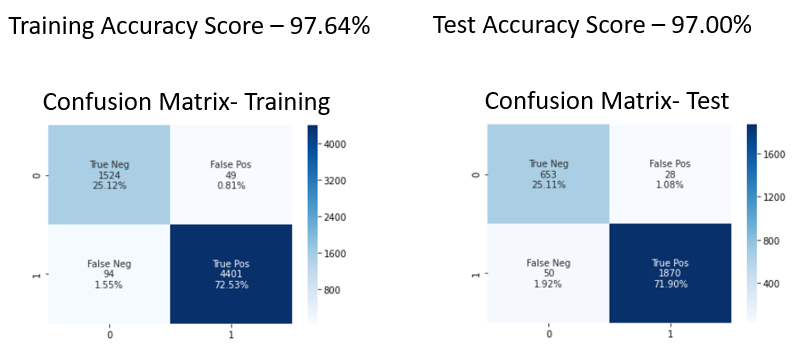 Training Accuracy Score – 97.64%
Test Accuracy Score – 97.00%
Confusion Matrix- Training
True Neg
1524
25.12%
False Pos
49
0.81%
False Neg
94
1.55%
True Pos
4401
72.53%
0
1
0
1
4000
3200
2400
1600
800
Confusion Matrix- Test
True Neg
653
25.11%
False Pos
28
1.08%
False Neg
50
1.92%
True Pos
1870
71.90%
0
1
0
1
1600
1200
800
400